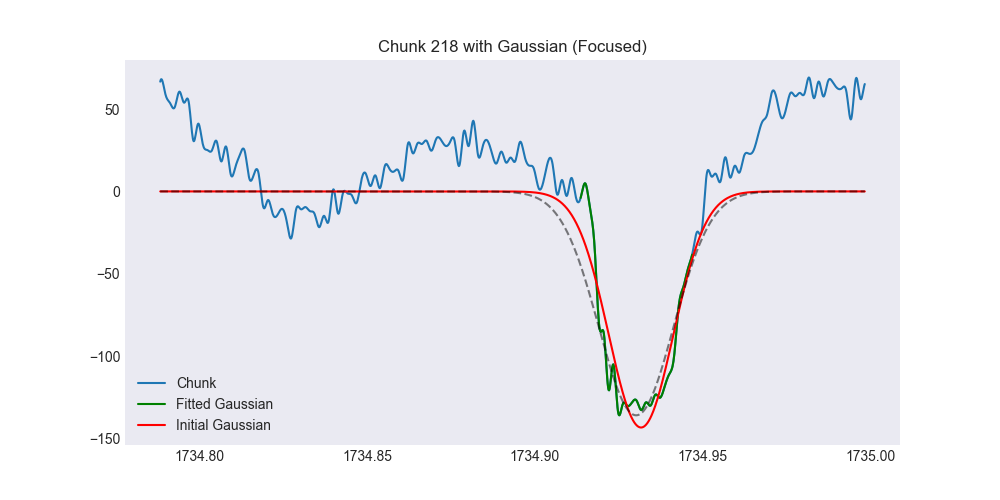 Chunk 218 with Gaussian (Focused)
50
0
−50
−100
−150
Chunk
Fitted Gaussian
Initial Gaussian
1734.80 1734.85 1734.90 1734.95 1735.00